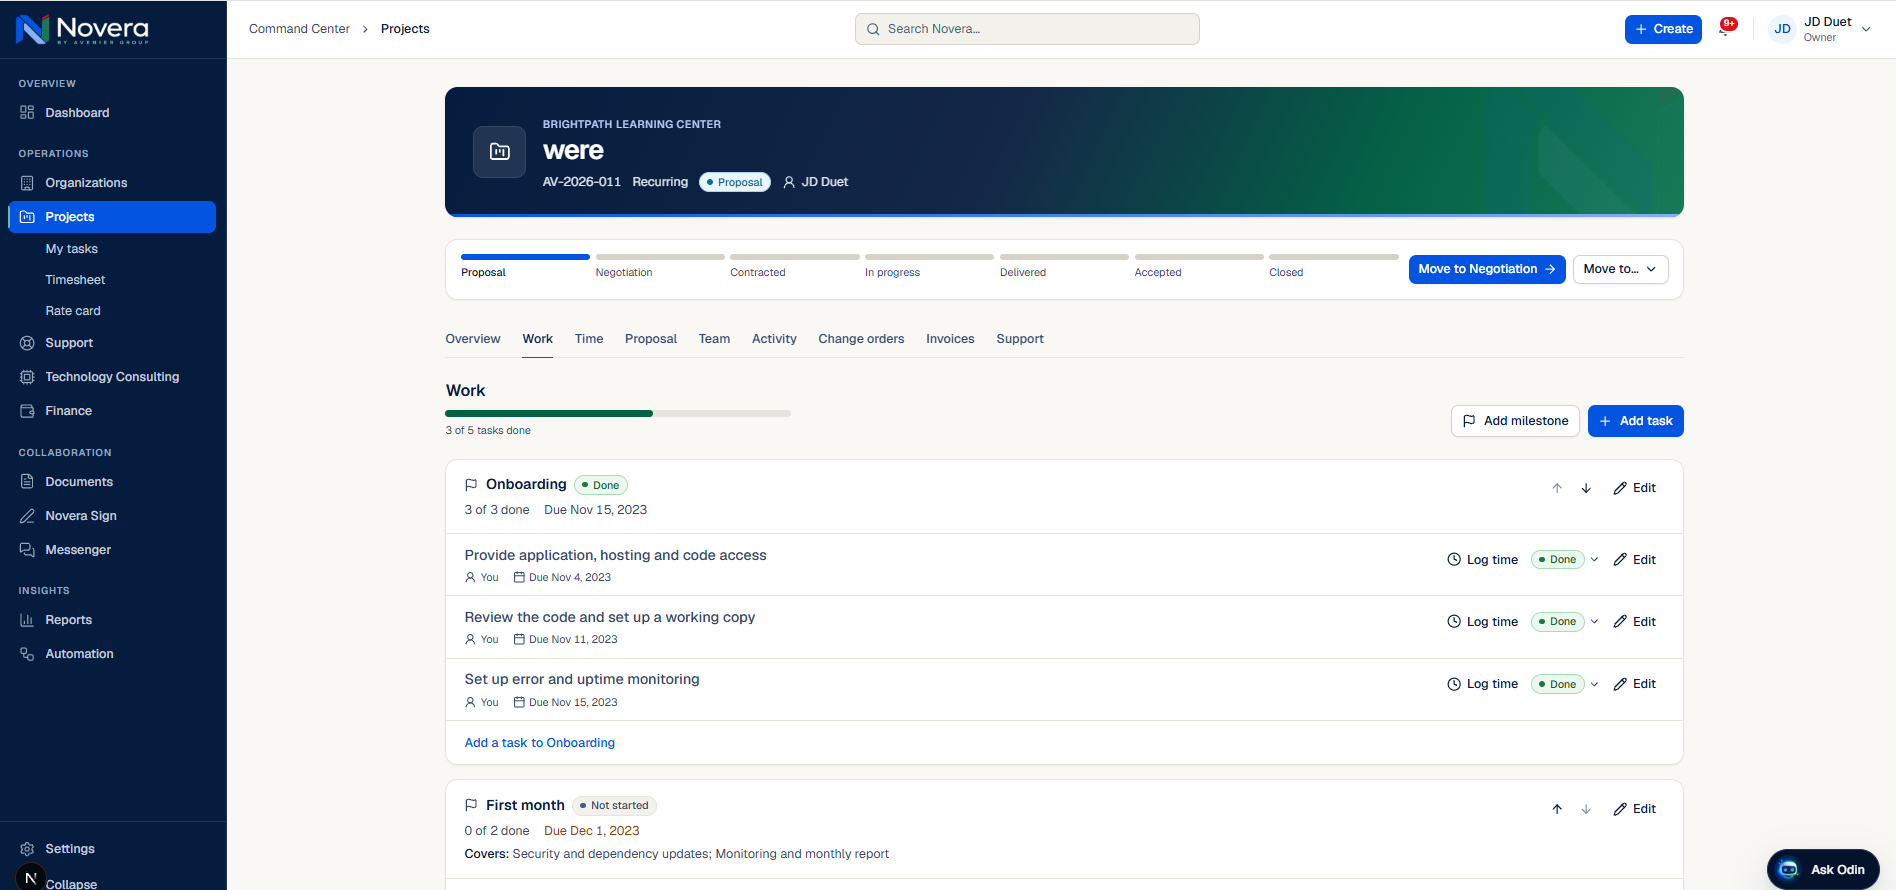 Novera
BY AVENIER GROUP
Command Center > Projects
Search Novera...
+ Create
9+
JD
JD Duet
Owner
OVERVIEW
Dashboard
OPERATIONS
Organizations
Projects
My tasks
Timesheet
Rate card
Support
Technology Consulting
Finance
COLLABORATION
Documents
Novera Sign
Messenger
INSIGHTS
Reports
Automation
Settings
N
Collapse
BRIGHTPATH LEARNING CENTER
were
AV-2026-011 Recurring Proposal JD Duet
Proposal Negotiation Contracted In progress Delivered Accepted Closed
Move to Negotiation →
Move to...
Overview Work Time Proposal Team Activity Change orders Invoices Support
Work
3 of 5 tasks done
Add milestone
+ Add task
Onboarding Done
3 of 3 done Due Nov 15, 2023
↑ ↓ Edit
Provide application, hosting and code access
You Due Nov 4, 2023
Log time Done Edit
Review the code and set up a working copy
You Due Nov 11, 2023
Log time Done Edit
Set up error and uptime monitoring
You Due Nov 15, 2023
Log time Done Edit
Add a task to Onboarding
First month Not started
0 of 2 done Due Dec 1, 2023
Covers: Security and dependency updates; Monitoring and monthly report
↑ ↓ Edit
Ask Odin